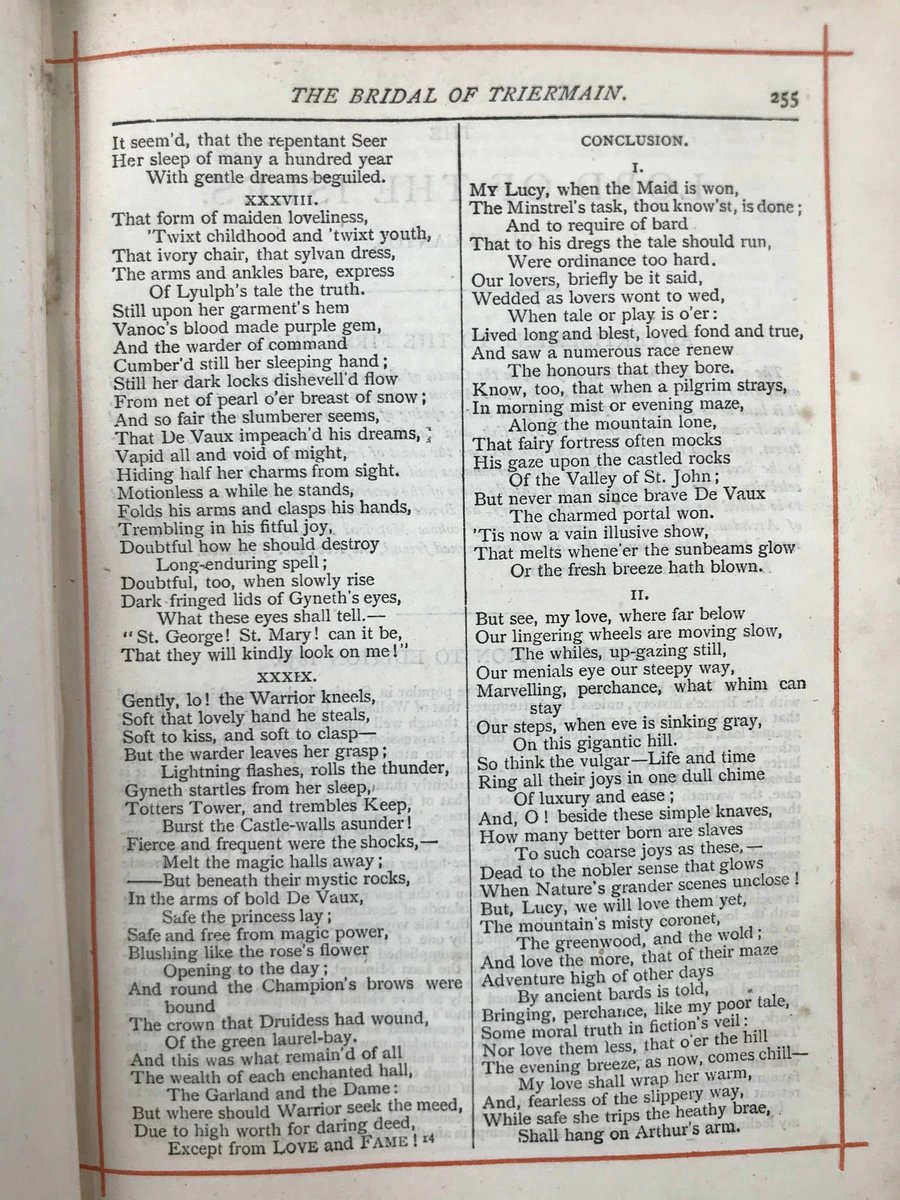 THE BRIDAL OF TRIERMAIN.
255
It seem'd, that the repentant Seer
Her sleep of many a hundred year
With gentle dreams beguiled.
XXXVIII.
That form of maiden loveliness,
'Twixt childhood and 'twixt youth,
That ivory chair, that sylvan dress,
The arms and ankles bare, express
Of Lyulph's tale the truth.
Still upon her garment's hem
Vanoc's blood made purple gem,
And the warder of command
Cumber'd still her sleeping hand;
Still her dark locks dishevell'd flow
From net of pearl o'er breast of snow;
And so fair the slumberer seems,
That De Vaux impeach'd his dreams,
Vapid all and void of might,
Hiding half her charms from sight.
Motionless a while he stands,
Folds his arms and clasps his hands,
Trembling in his fitful joy,
Doubtful how he should destroy
Long-enduring spell;
Doubtful, too, when slowly rise
Dark-fringed lids of Gyneth's eyes,
What these eyes shall tell.—
"St. George! St. Mary! can it be,
That they will kindly look on me!"
XXXIX.
Gently, lo! the Warrior kneels,
Soft that lovely hand he steals,
Soft to kiss, and soft to clasp—
But the warder leaves her grasp;
Lightning flashes, rolls the thunder,
Gyneth startles from her sleep,
Totters Tower, and trembles Keep,
Burst the Castle-walls asunder!
Fierce and frequent were the shocks,—
Melt the magic halls away;
——But beneath their mystic rocks,
In the arms of bold De Vaux,
Safe the princess lay;
Safe and free from magic power,
Blushing like the rose's flower
Opening to the day;
And round the Champion's brows were
bound
The crown that Druidess had wound,
Of the green laurel-bay.
And this was what remain'd of all
The wealth of each enchanted hall,
The Garland and the Dame:
But where should Warrior seek the meed,
Due to high worth for daring deed,
Except from LOVE and FAME!14
CONCLUSION.
I.
MY Lucy, when the Maid is won,
The Minstrel's task, thou know'st, is done;
And to require of bard
That to his dregs the tale should run,
Were ordinance too hard.
Our lovers, briefly be it said,
Wedded as lovers wont to wed,
When tale or play is o'er:
Lived long and blest, loved fond and true,
And saw a numerous race renew
The honours that they bore.
Know, too, that when a pilgrim strays,
In morning mist or evening maze,
Along the mountain lone,
That fairy fortress often mocks
His gaze upon the castled rocks
Of the Valley of St. John;
But never man since brave De Vaux
The charmed portal won.
'Tis now a vain illusive show,
That melts whene'er the sunbeams glow
Or the fresh breeze hath blown.
II.
But see, my love, where far below
Our lingering wheels are moving slow,
The whiles, up-gazing still,
Our menials eye our steepy way,
Marvelling, perchance, what whim can
stay
Our steps, when eve is sinking gray,
On this gigantic hill.
So think the vulgar—Life and time
Ring all their joys in one dull chime
Of luxury and ease;
And, O! beside these simple knaves,
How many better born are slaves
To such coarse joys as these,—
Dead to the nobler sense that glows
When Nature's grander scenes unclose!
But, Lucy, we will love them yet,
The mountain's misty coronet,
The greenwood, and the wold;
And love the more, that of their maze
Adventure high of other days
By ancient bards is told,
Bringing, perchance, like my poor tale,
Some moral truth in fiction's veil:
Nor love them less, that o'er the hill
The evening breeze, as now, comes chill—
My love shall wrap her warm,
And, fearless of the slippery way,
While safe she trips the heathy brae,
Shall hang on Arthur's arm.